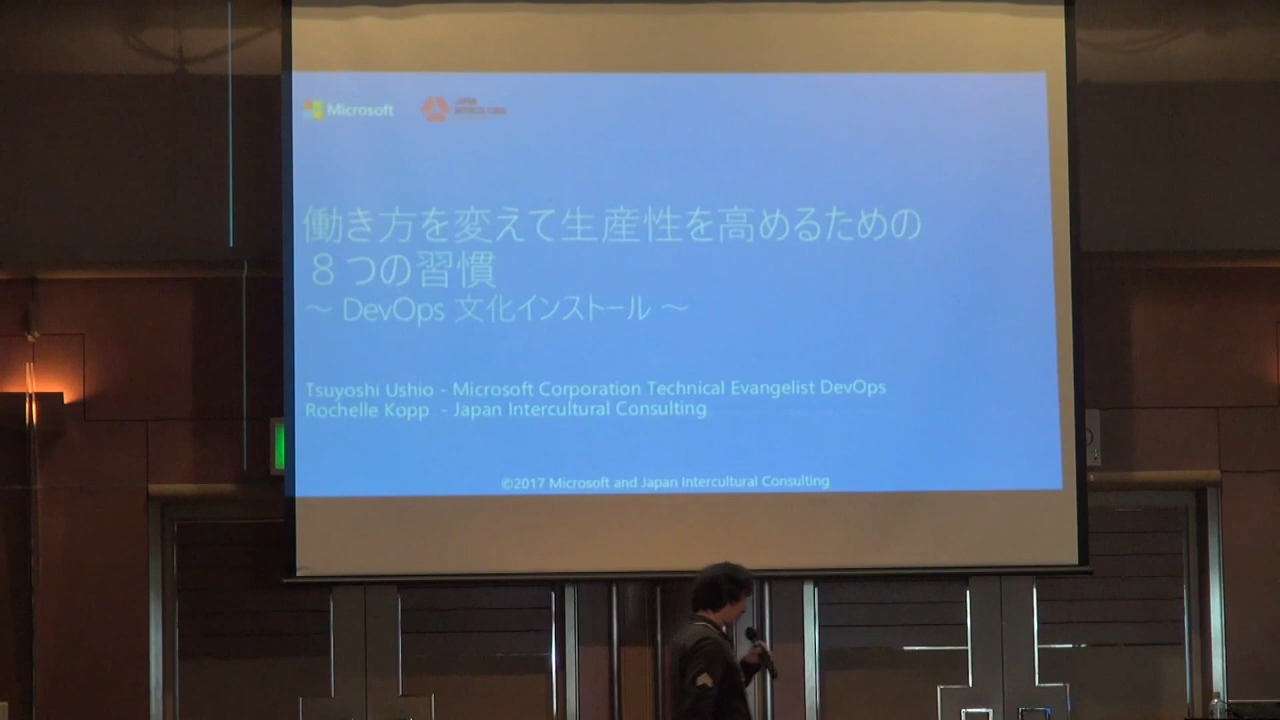 Microsoft
JAPAN
INTERCULTURAL
働き方を変えて生産性を高めるための
８つの習慣
～ DevOps 文化インストール ～
Tsuyoshi Ushio - Microsoft Corporation Technical Evangelist DevOps
Rochelle Kopp - Japan Intercultural Consulting
©2017 Microsoft and Japan Intercultural Consulting